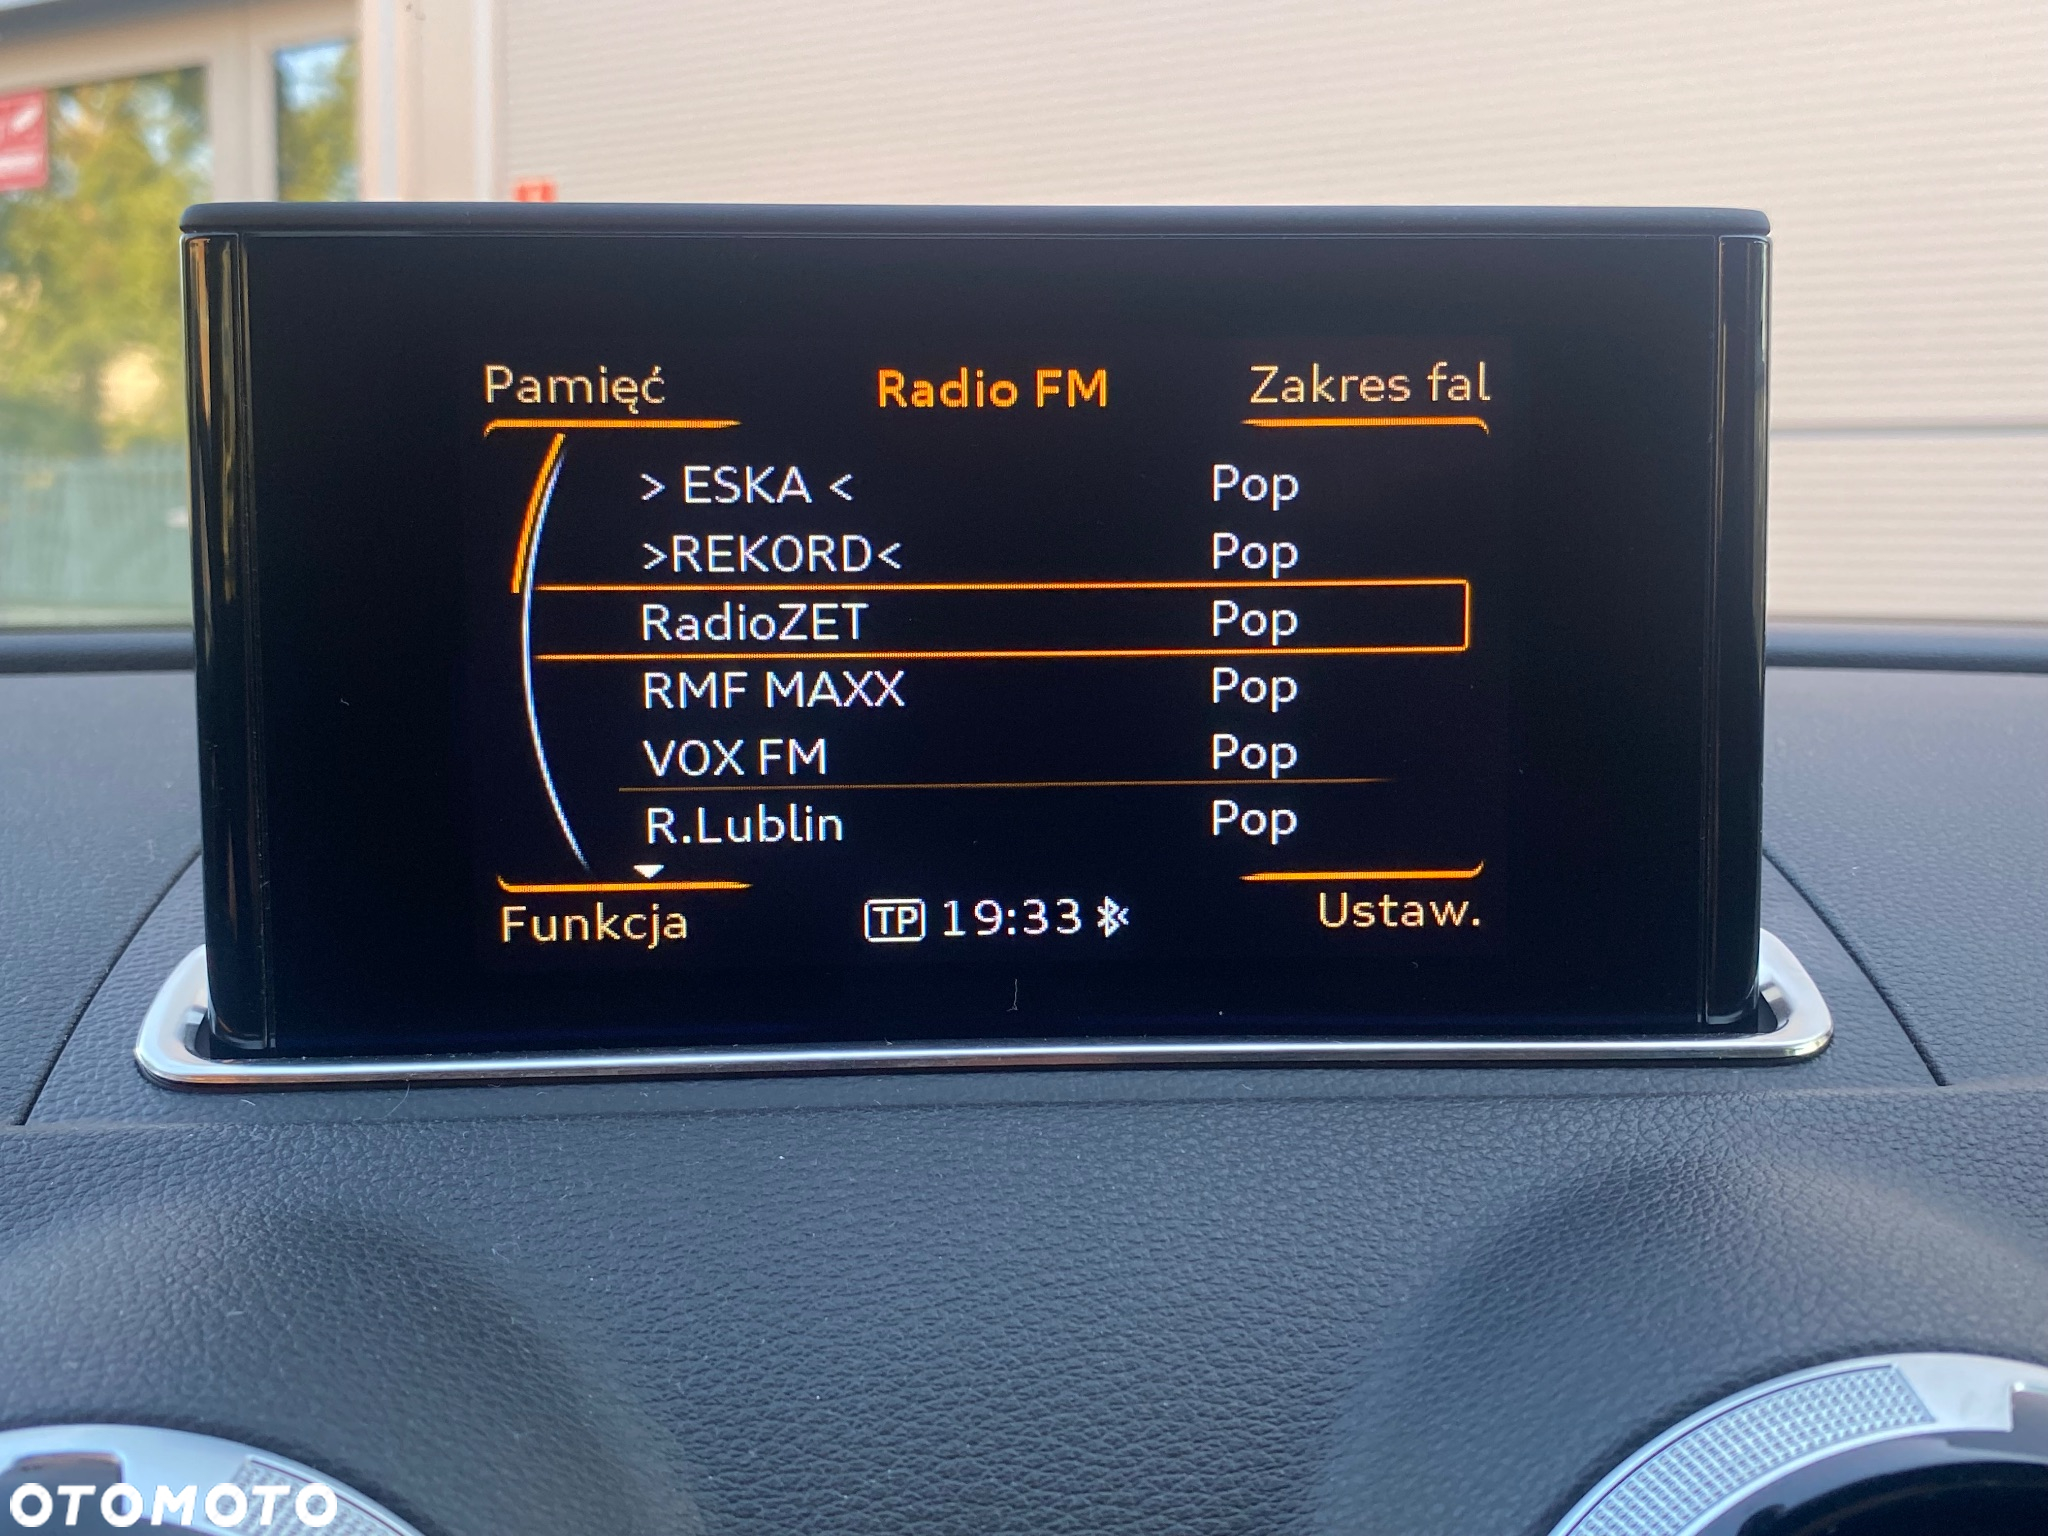 Pamięć Radio FM Zakres fal
> ESKA < Pop
>REKORD< Pop
RadioZET Pop
RMF MAXX Pop
VOX FM Pop
R.Lublin Pop
Funkcja TP 19:33 Ustaw.
OTOMOTO